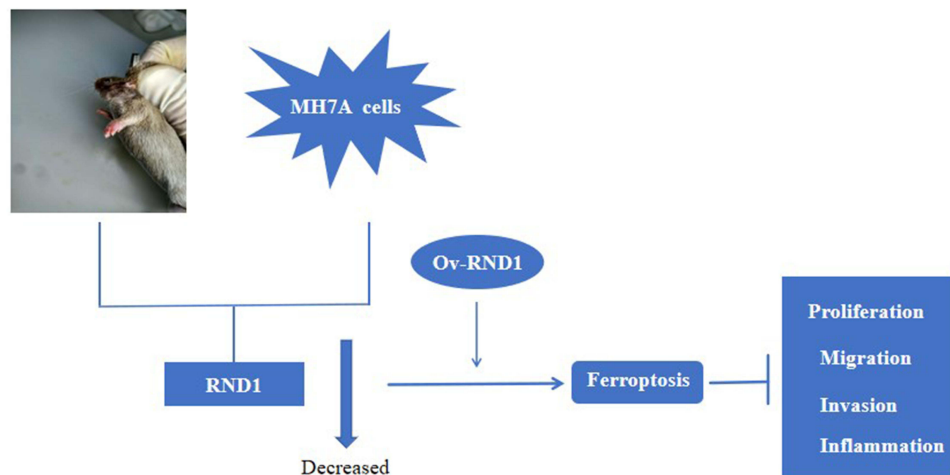 MH7A cells
Ov-RND1
RND1
Decreased
Ferroptosis
Proliferation
Migration
Invasion
Inflammation